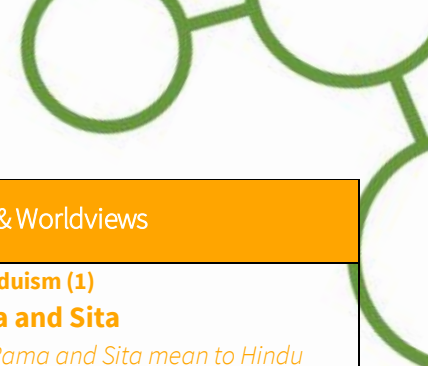 & Worldviews
duism (1)
a and Sita
Rama and Sita mean to Hindu